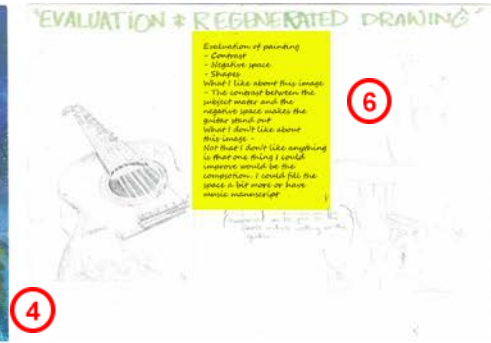 "EVALUATION & REGENERATED DRAWING"
Evaluation of painting
- Contrast
- Negative space
- Shapes
What I like about this image
- The contrast between the
subject mater and the
negative space makes the
guitar stand out
What I don't like about
this image -
Not that I don't like anything
is that one thing I could
improve would be the
compsotion. I could fill the
space a bit more or have
music manuscript
6
4